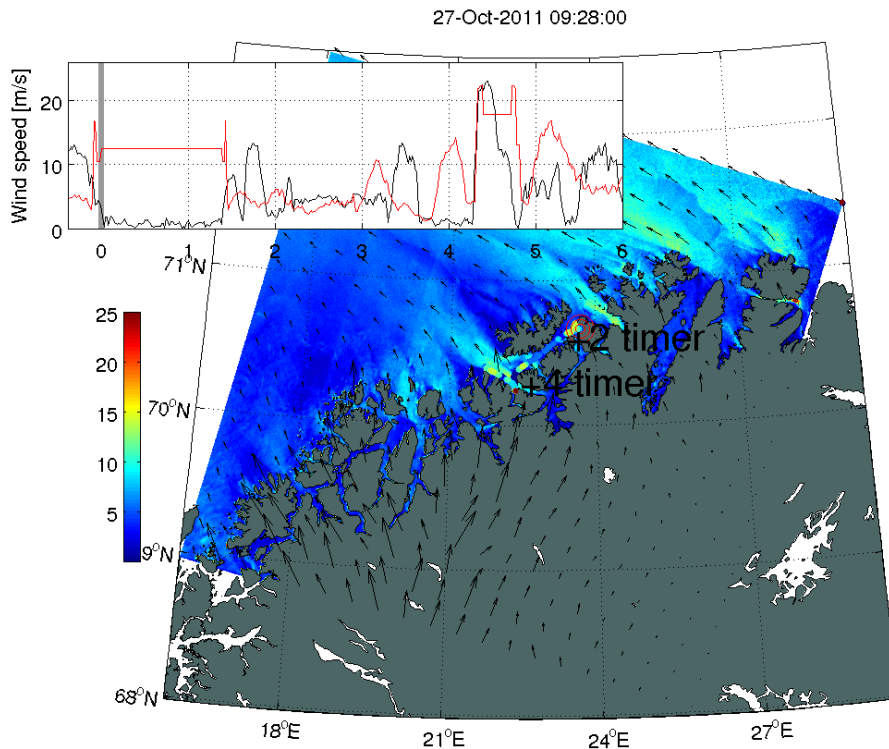 27-Oct-2011 09:28:00
Wind speed [m/s]
20
10
0
0 1 2 3 4 5 6
71°N
25
20
15
10
5
+2 timer
+4 timer
70°N
9°N
68°N
18°E 21°E 24°E 27°E